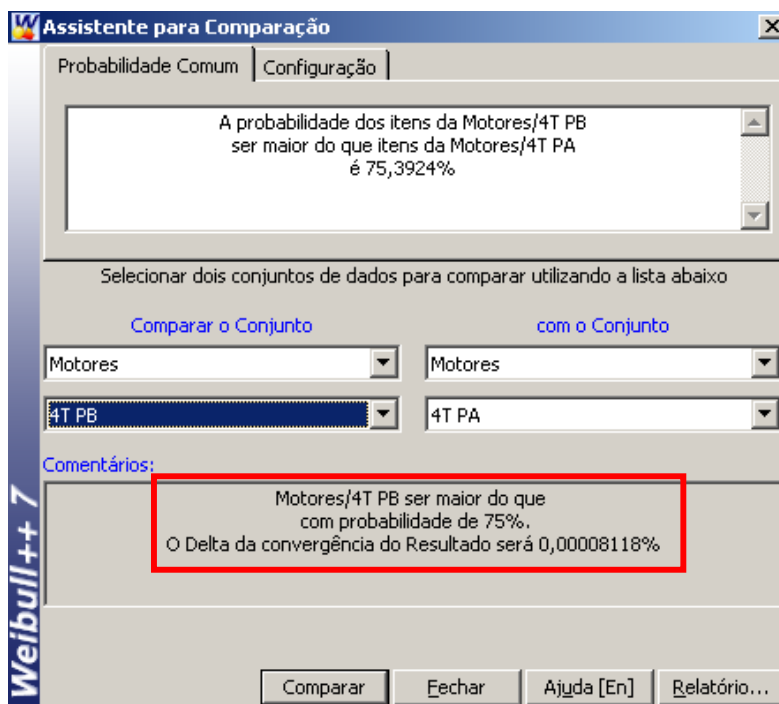 Assistente para Comparação
Probabilidade Comum
Configuração
A probabilidade dos itens da Motores/4T PB
ser maior do que itens da Motores/4T PA
é 75,3924%
Selecionar dois conjuntos de dados para comparar utilizando a lista abaixo
Comparar o Conjunto
com o Conjunto
Motores
Motores
4T PB
4T PA
Comentários:
Motores/4T PB ser maior do que
com probabilidade de 75%.
O Delta da convergência do Resultado será 0,00008118%
Weibull++ 7
Comparar
Fechar
Ajuda [En]
Relatório...